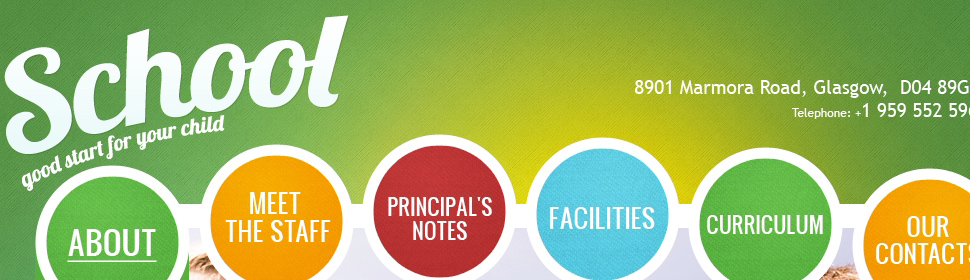 School
good start for your child
8901 Marmora Road, Glasgow, D04 89G
Telephone: +1 959 552 59
ABOUT
MEET
THE STAFF
PRINCIPAL'S
NOTES
FACILITIES
CURRICULUM
OUR
CONTACTS